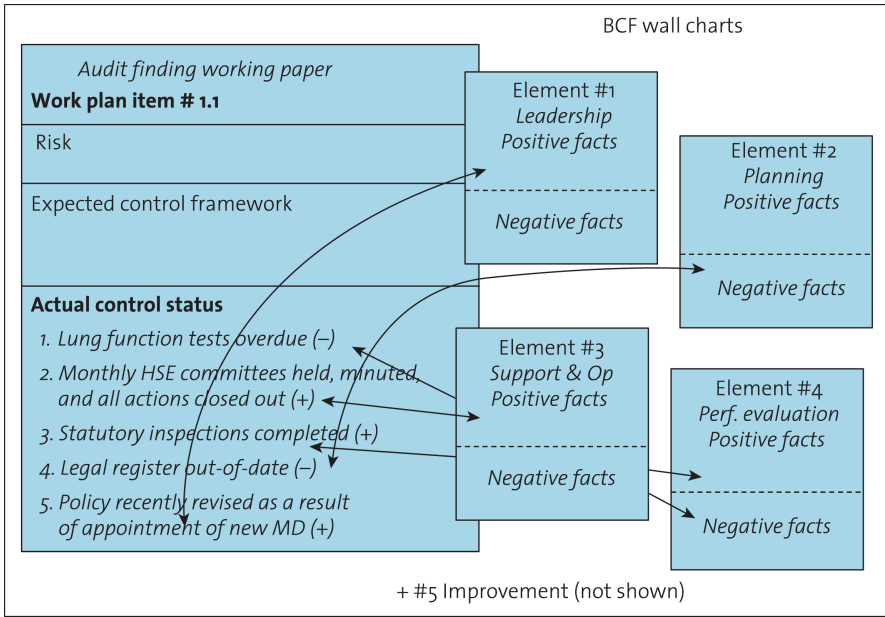 BCF wall charts
Audit finding working paper
Work plan item # 1.1
Risk
Expected control framework
Actual control status
1. Lung function tests overdue (–)
2. Monthly HSE committees held, minuted,
and all actions closed out (+)
3. Statutory inspections completed (+)
4. Legal register out-of-date (–)
5. Policy recently revised as a result
of appointment of new MD (+)
Element #1
Leadership
Positive facts
Negative facts
Element #2
Planning
Positive facts
Negative facts
Element #3
Support & Op
Positive facts
Negative facts
Element #4
Perf. evaluation
Positive facts
Negative facts
+ #5 Improvement (not shown)